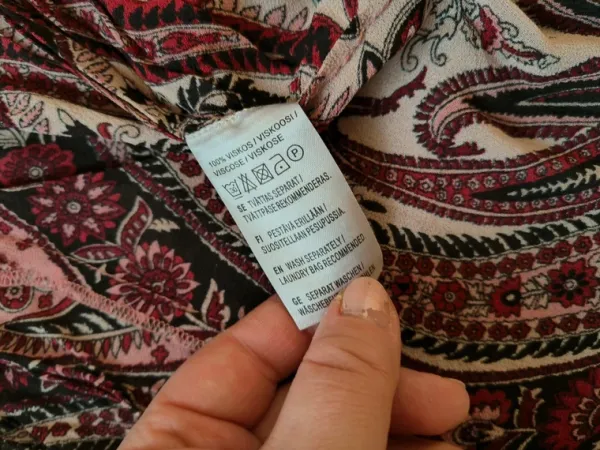 100% VISKOS / VISKOOSI /
VISCOSE / VISKOSE
P
SE TVÄTTAS SEPARAT /
TVÄTTPÅSE REKOMMENDERAS.
FI PESTÄVÄ ERILLÄÄN /
SUOSITELLAAN PESUPUSSIA.
EN WASH SEPARATELY /
LAUNDRY BAG RECOMMENDED
GE SEPARAT WASCHEN /